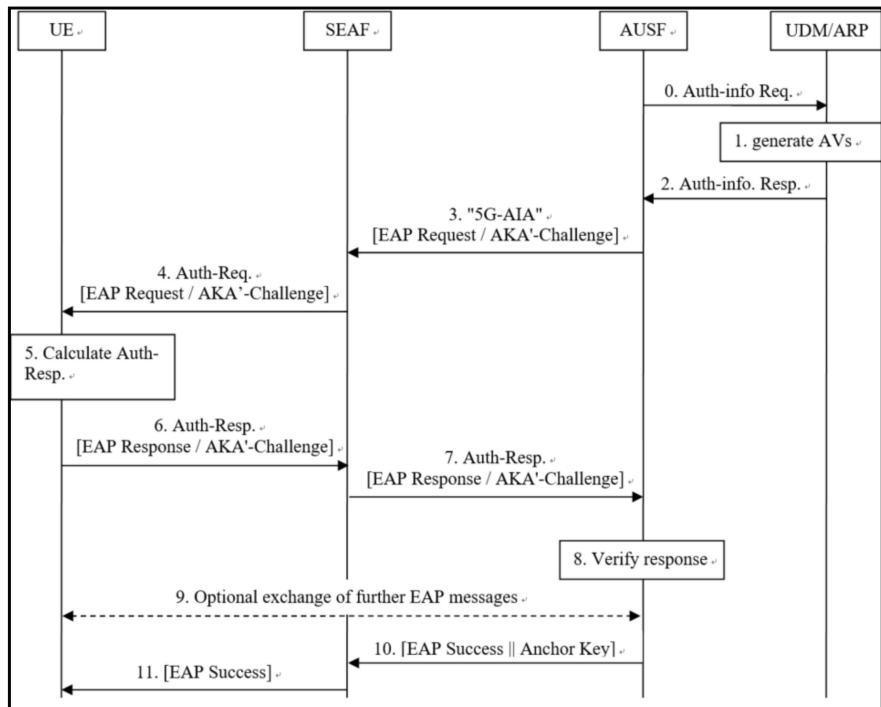 UE
SEAF
AUSF
UDM/ARP
0. Auth-info Req.
1. generate AVs
2. Auth-info. Resp.
3. "5G-AIA"
[EAP Request / AKA'-Challenge]
4. Auth-Req.
[EAP Request / AKA’-Challenge]
5. Calculate Auth-
Resp.
6. Auth-Resp.
[EAP Response / AKA'-Challenge]
7. Auth-Resp.
[EAP Response / AKA'-Challenge]
8. Verify response
9. Optional exchange of further EAP messages
10. [EAP Success || Anchor Key]
11. [EAP Success]